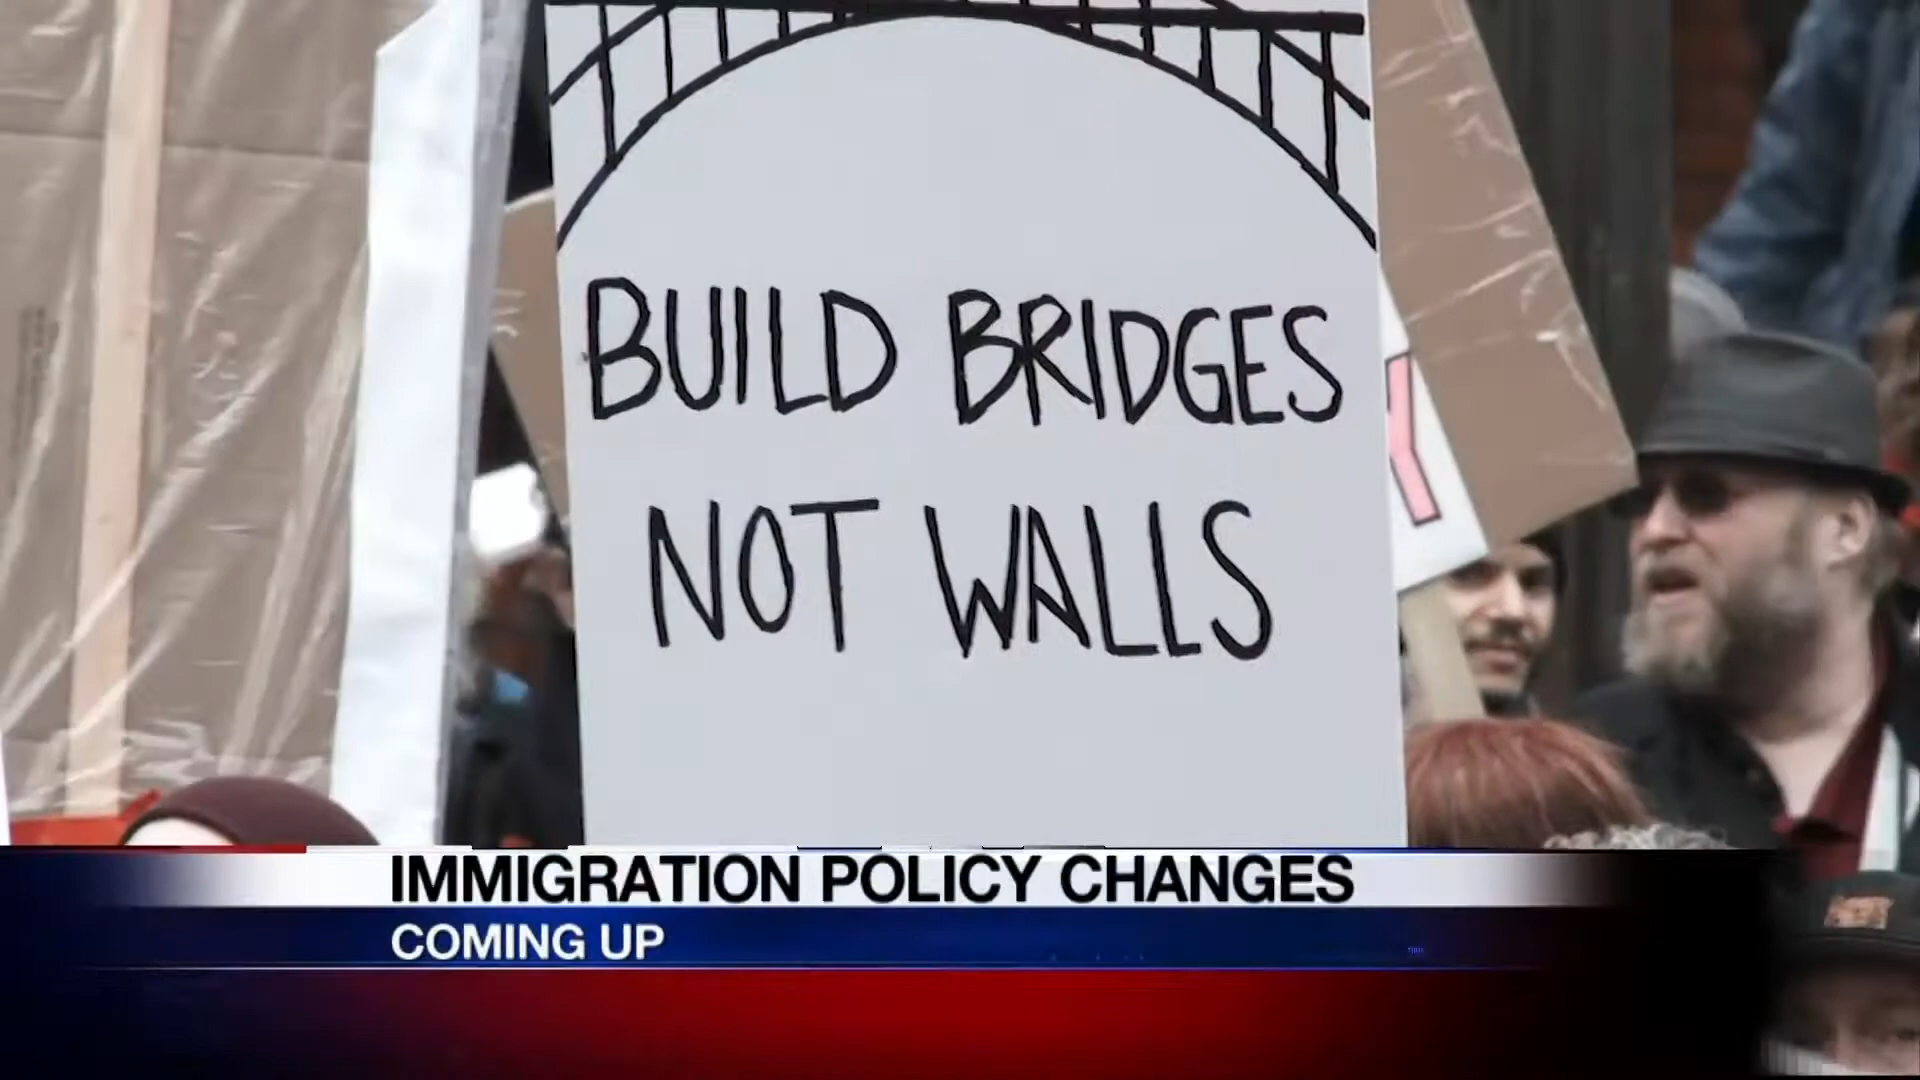 BUILD BRIDGES
NOT WALLS
Y
IMMIGRATION POLICY CHANGES
COMING UP